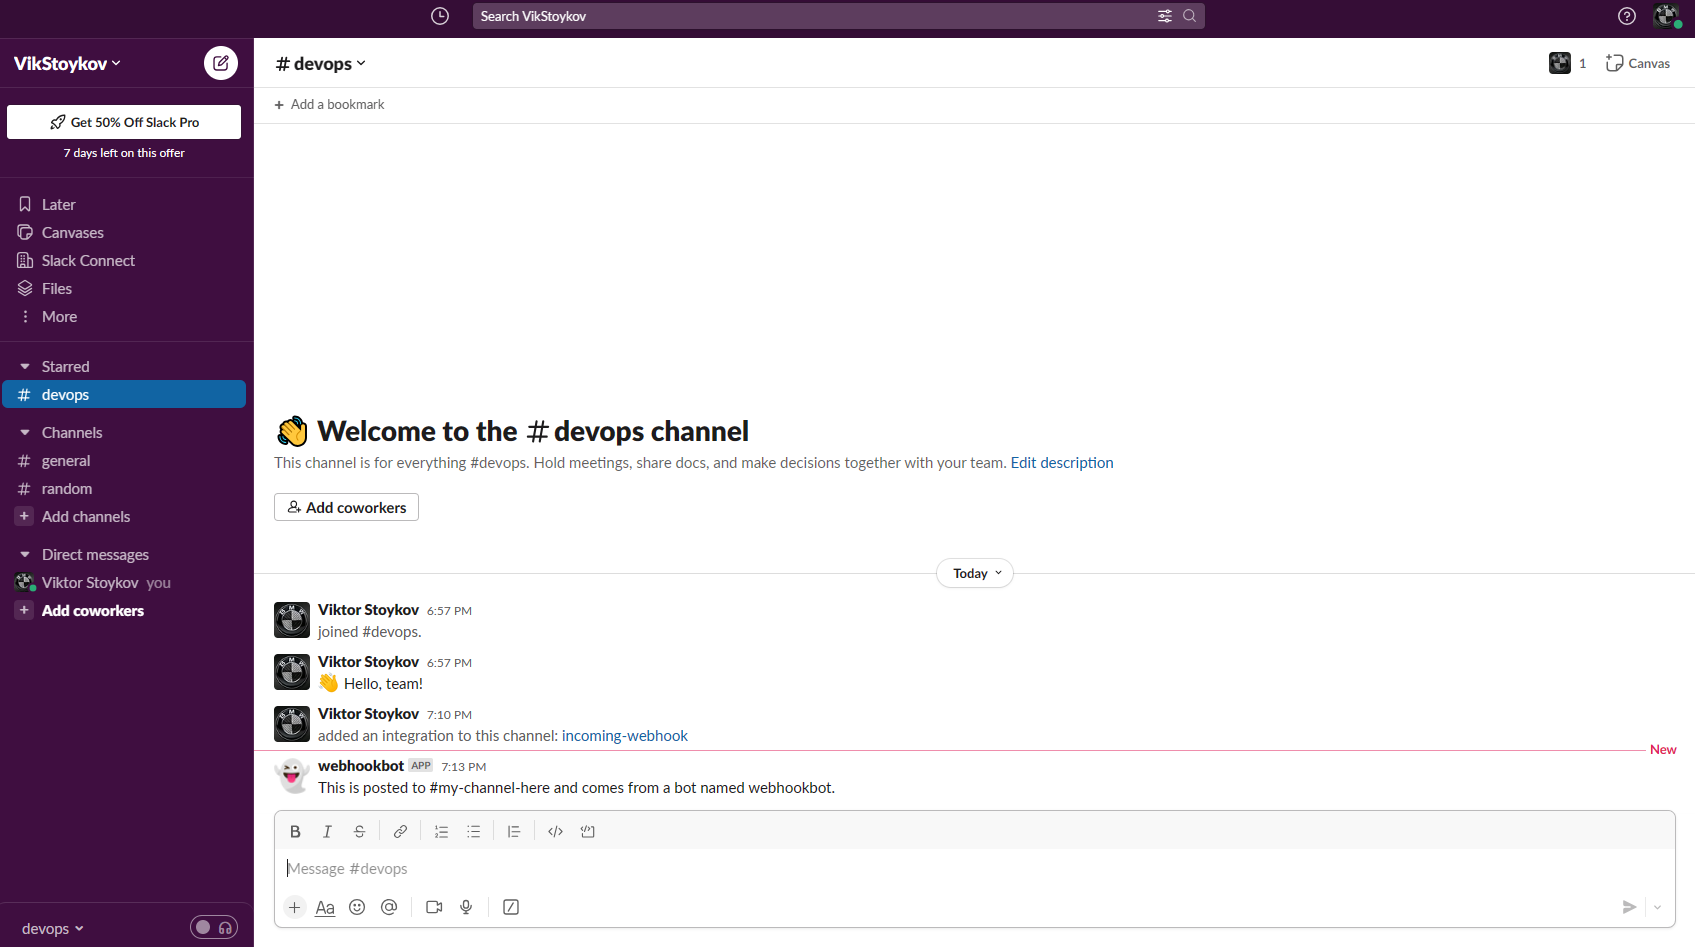 Search VikStoykov
VikStoykov
Get 50% Off Slack Pro
7 days left on this offer
Later
Canvases
Slack Connect
Files
More
Starred
# devops
Channels
# general
# random
+ Add channels
Direct messages
Viktor Stoykov you
+ Add coworkers
devops
# devops
1
Canvas
+ Add a bookmark
Welcome to the # devops channel
This channel is for everything #devops. Hold meetings, share docs, and make decisions together with your team. Edit description
Add coworkers
Today
Viktor Stoykov 6:57 PM
joined #devops.
Viktor Stoykov 6:57 PM
Hello, team!
Viktor Stoykov 7:10 PM
added an integration to this channel: incoming-webhook
New
webhookbot APP 7:13 PM
This is posted to #my-channel-here and comes from a bot named webhookbot.
B I S
Message #devops
+ Aa @